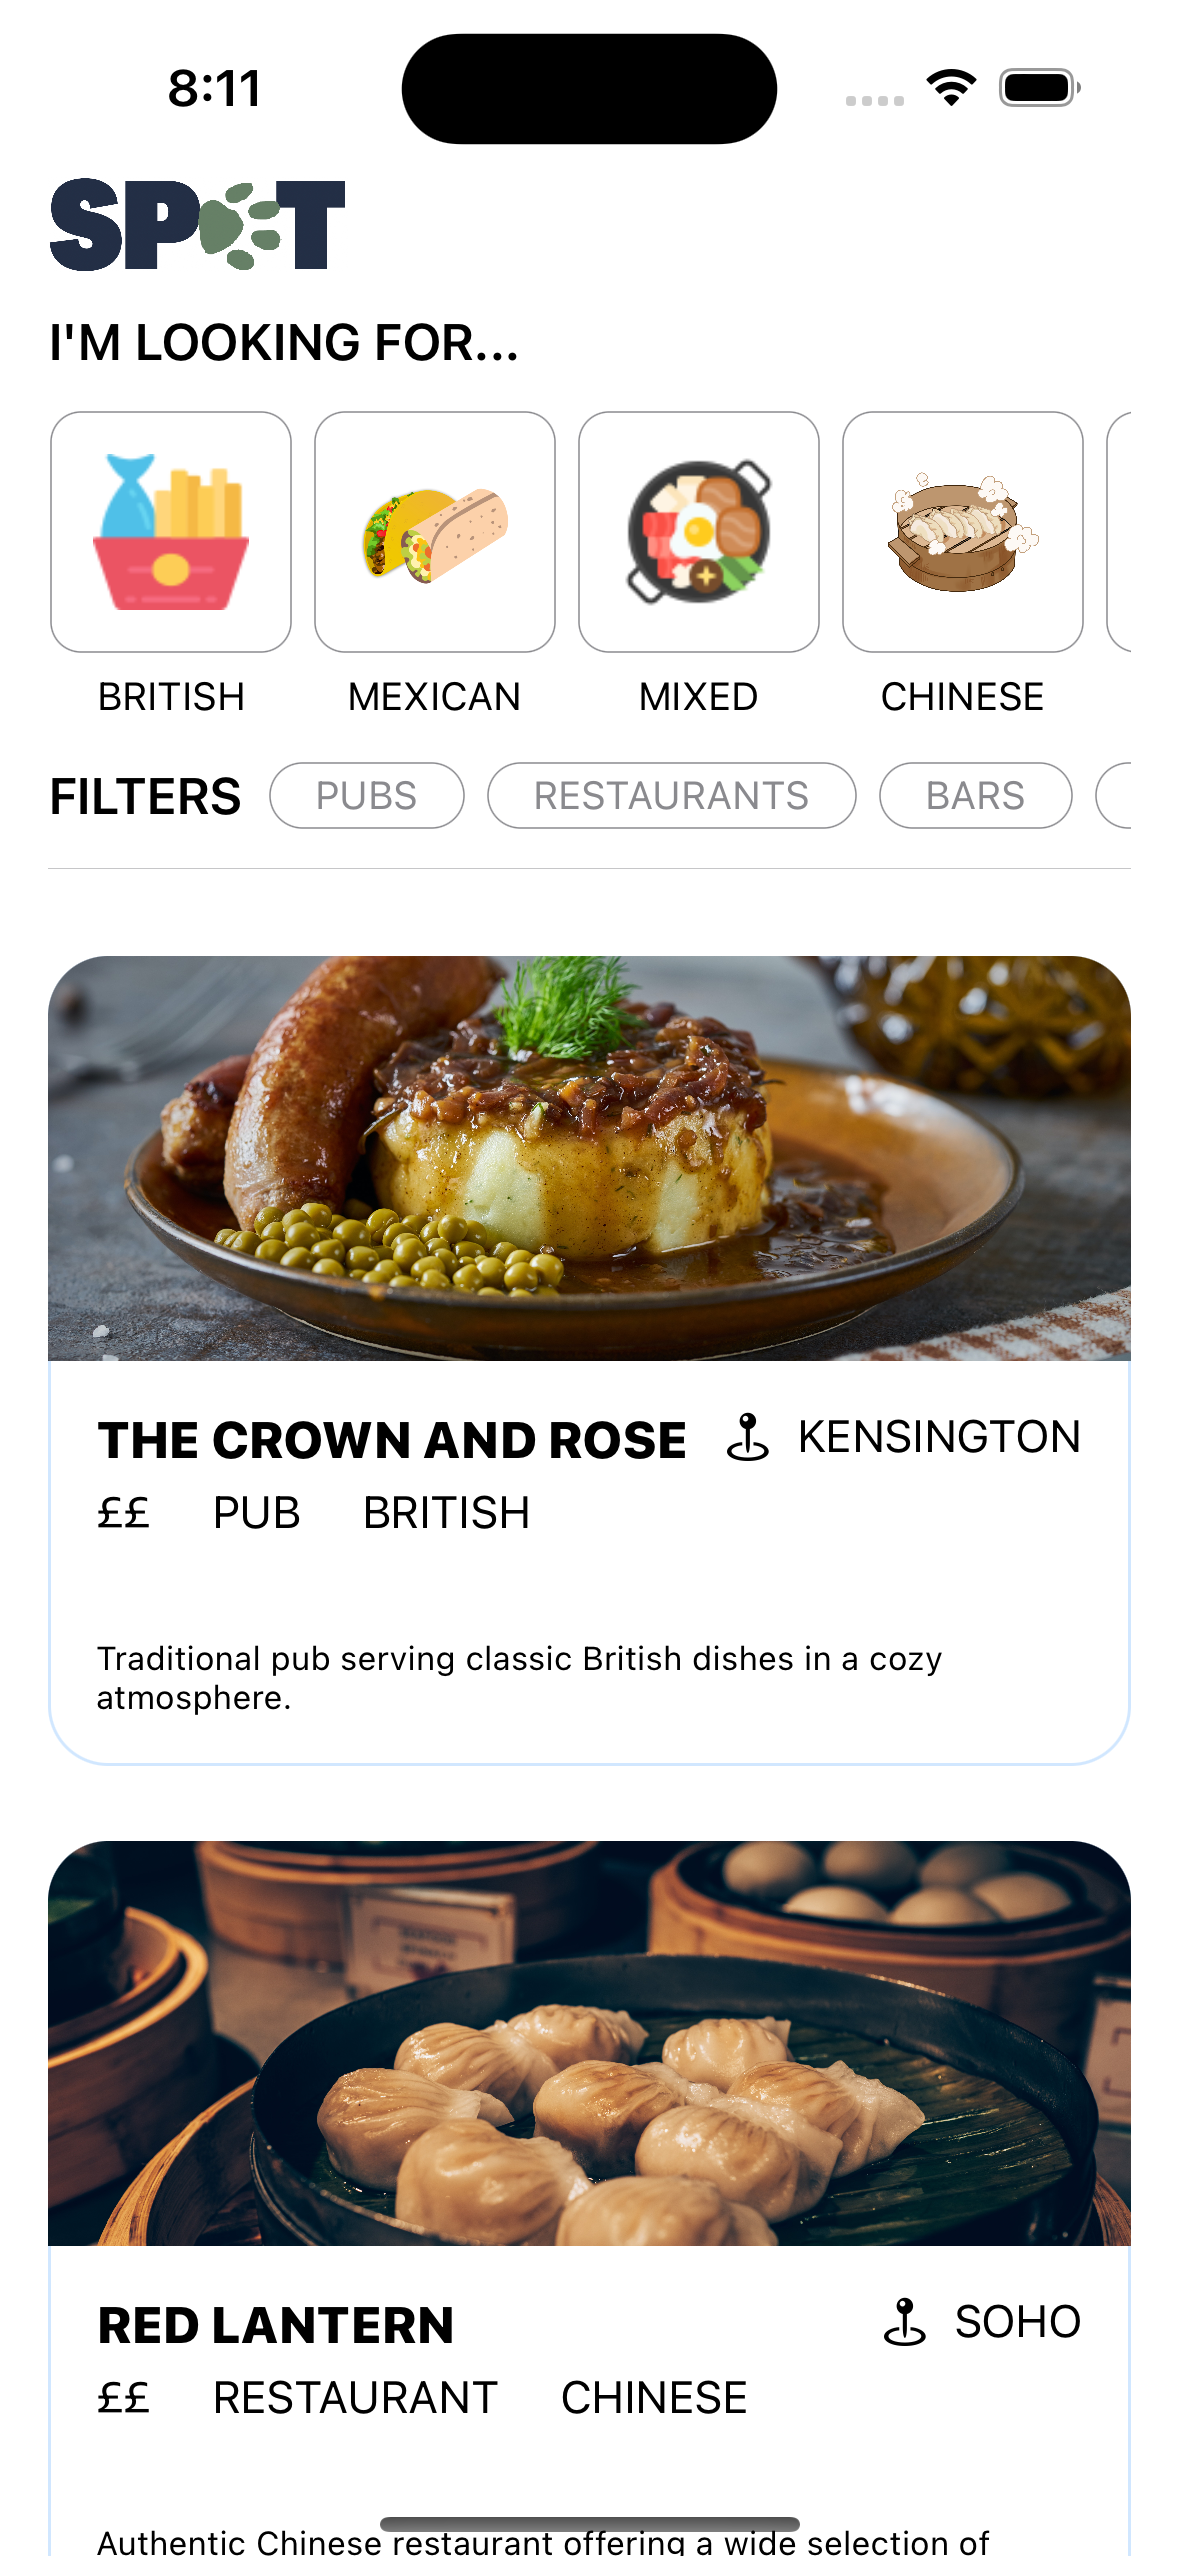 8:11
SPOT
I'M LOOKING FOR...
BRITISH MEXICAN MIXED CHINESE
FILTERS PUBS RESTAURANTS BARS
THE CROWN AND ROSE KENSINGTON
££ PUB BRITISH
Traditional pub serving classic British dishes in a cozy
atmosphere.
RED LANTERN SOHO
££ RESTAURANT CHINESE
Authentic Chinese restaurant offering a wide selection of